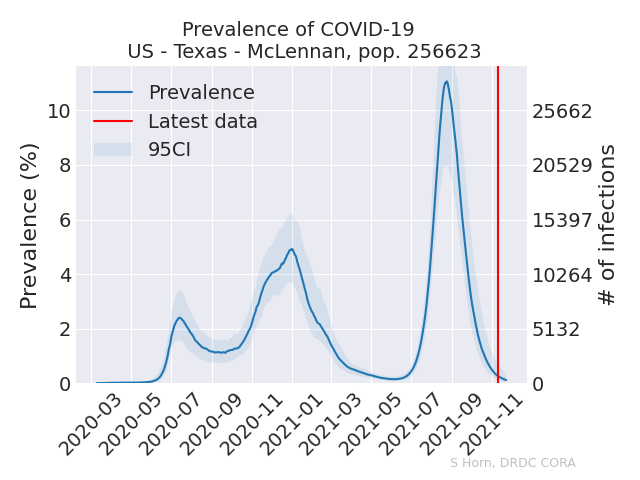 Prevalence of COVID-19
US - Texas - McLennan, pop. 256623
Prevalence
Latest data
95CI
Prevalence (%)
10
8
6
4
2
0
25662
20529
15397
10264
5132
0
# of infections
2020-03
2020-05
2020-07
2020-09
2020-11
2021-01
2021-03
2021-05
2021-07
2021-09
2021-11
S Horn, DRDC CORA